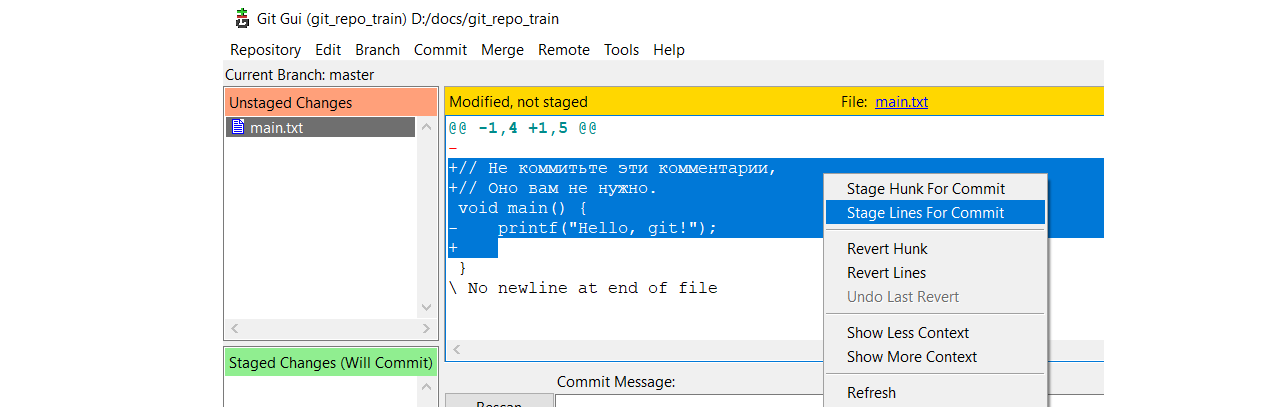 Git Gui (git_repo_train) D:/docs/git_repo_train
Repository Edit Branch Commit Merge Remote Tools Help
Current Branch: master
Unstaged Changes
main.txt
Modified, not staged File: main.txt
@@ -1,4 +1,5 @@
-
+// Не коммитьте эти комментарии,
+// Оно вам не нужно.
 void main() {
-    printf("Hello, git!");
+
 }
\ No newline at end of file
Stage Hunk For Commit
Stage Lines For Commit
Revert Hunk
Revert Lines
Undo Last Revert
Show Less Context
Show More Context
Refresh
Staged Changes (Will Commit)
Commit Message:
Rescan